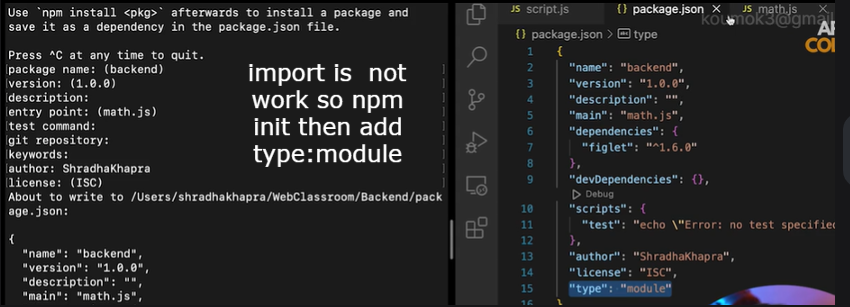 Use `npm install <pkg>` afterwards to install a package and
save it as a dependency in the package.json file.
Press ^C at any time to quit.
package name: (backend)
version: (1.0.0)
description:
entry point: (math.js)
test command:
git repository:
keywords:
author: ShradhaKhapra
license: (ISC)
About to write to /Users/shradhakhapra/WebClassroom/Backend/pack
age.json:
{
"name": "backend",
"version": "1.0.0",
"description": "",
"main": "math.js",
import is not
work so npm
init then add
type:module
script.js
{} package.json ×
JS math.js
{} package.json > abc type
1 {
2 "name": "backend",
3 "version": "1.0.0",
4 "description": "",
5 "main": "math.js",
6 "dependencies": {
7 "figlet": "^1.6.0"
8 },
9 "devDependencies": {},
Debug
10 "scripts": {
11 "test": "echo \"Error: no test specified
12 },
13 "author": "ShradhaKhapra",
14 "license": "ISC",
15 "type": "module"
16 }